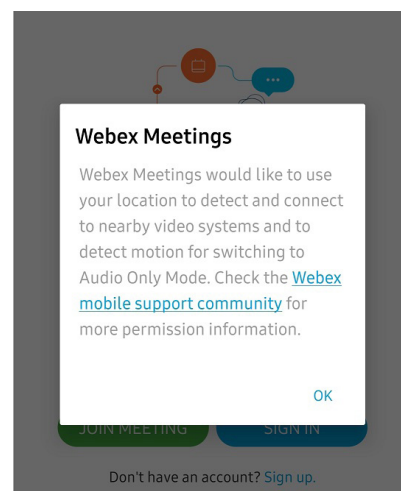 Webex Meetings
Webex Meetings would like to use
your location to detect and connect
to nearby video systems and to
detect motion for switching to
Audio Only Mode. Check the Webex
mobile support community for
more permission information.
OK
JOIN MEETING
SIGN IN
Don't have an account? Sign up.